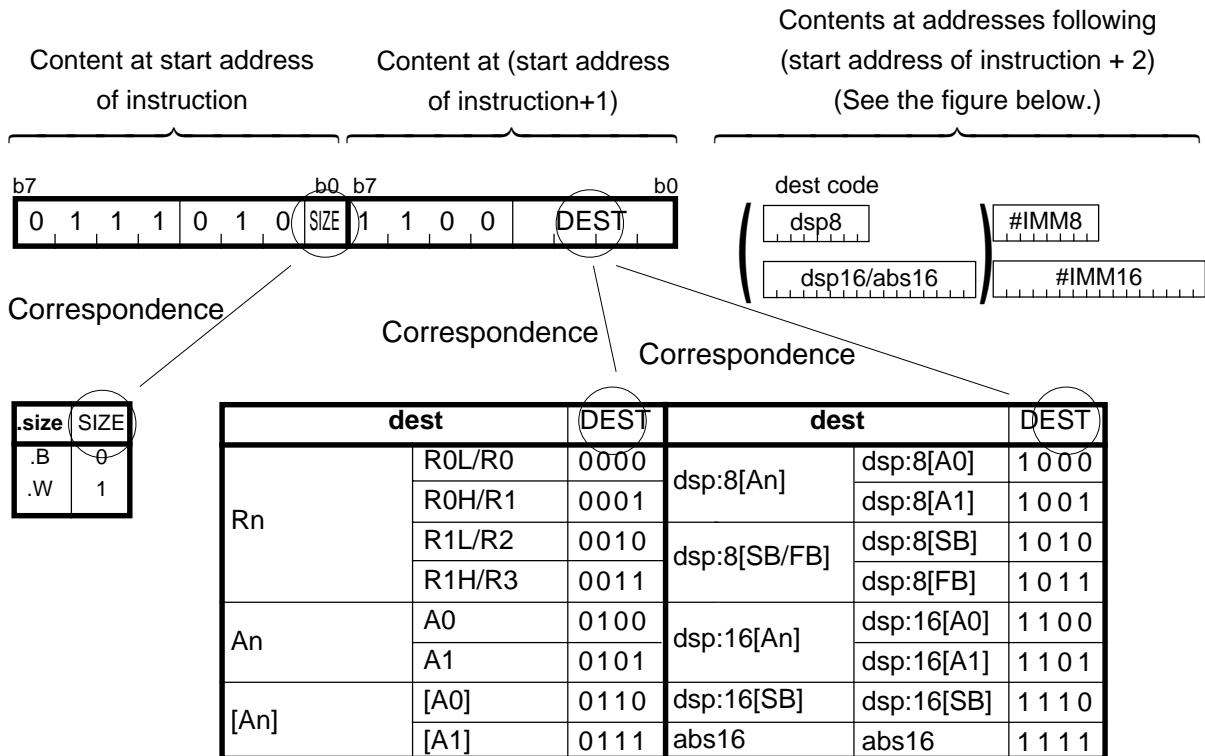 Content at start address
of instruction
Content at (start address
of instruction+1)
Contents at addresses following
(start address of instruction + 2)
(See the figure below.)
b7 b0 b7 b0
0 1 1 1 0 1 0 SIZE 1 1 0 0 DEST
dest code
( dsp8 ) #IMM8
dsp16/abs16 #IMM16
Correspondence
Correspondence
Correspondence
.size SIZE
.B 0
.W 1
dest DEST dest DEST
Rn R0L/R0 0000 dsp:8[An] dsp:8[A0] 1000
R0H/R1 0001 dsp:8[A1] 1001
R1L/R2 0010 dsp:8[SB/FB] dsp:8[SB] 1010
R1H/R3 0011 dsp:8[FB] 1011
An A0 0100 dsp:16[An] dsp:16[A0] 1100
A1 0101 dsp:16[A1] 1101
[An] [A0] 0110 dsp:16[SB] dsp:16[SB] 1110
[A1] 0111 abs16 abs16 1111